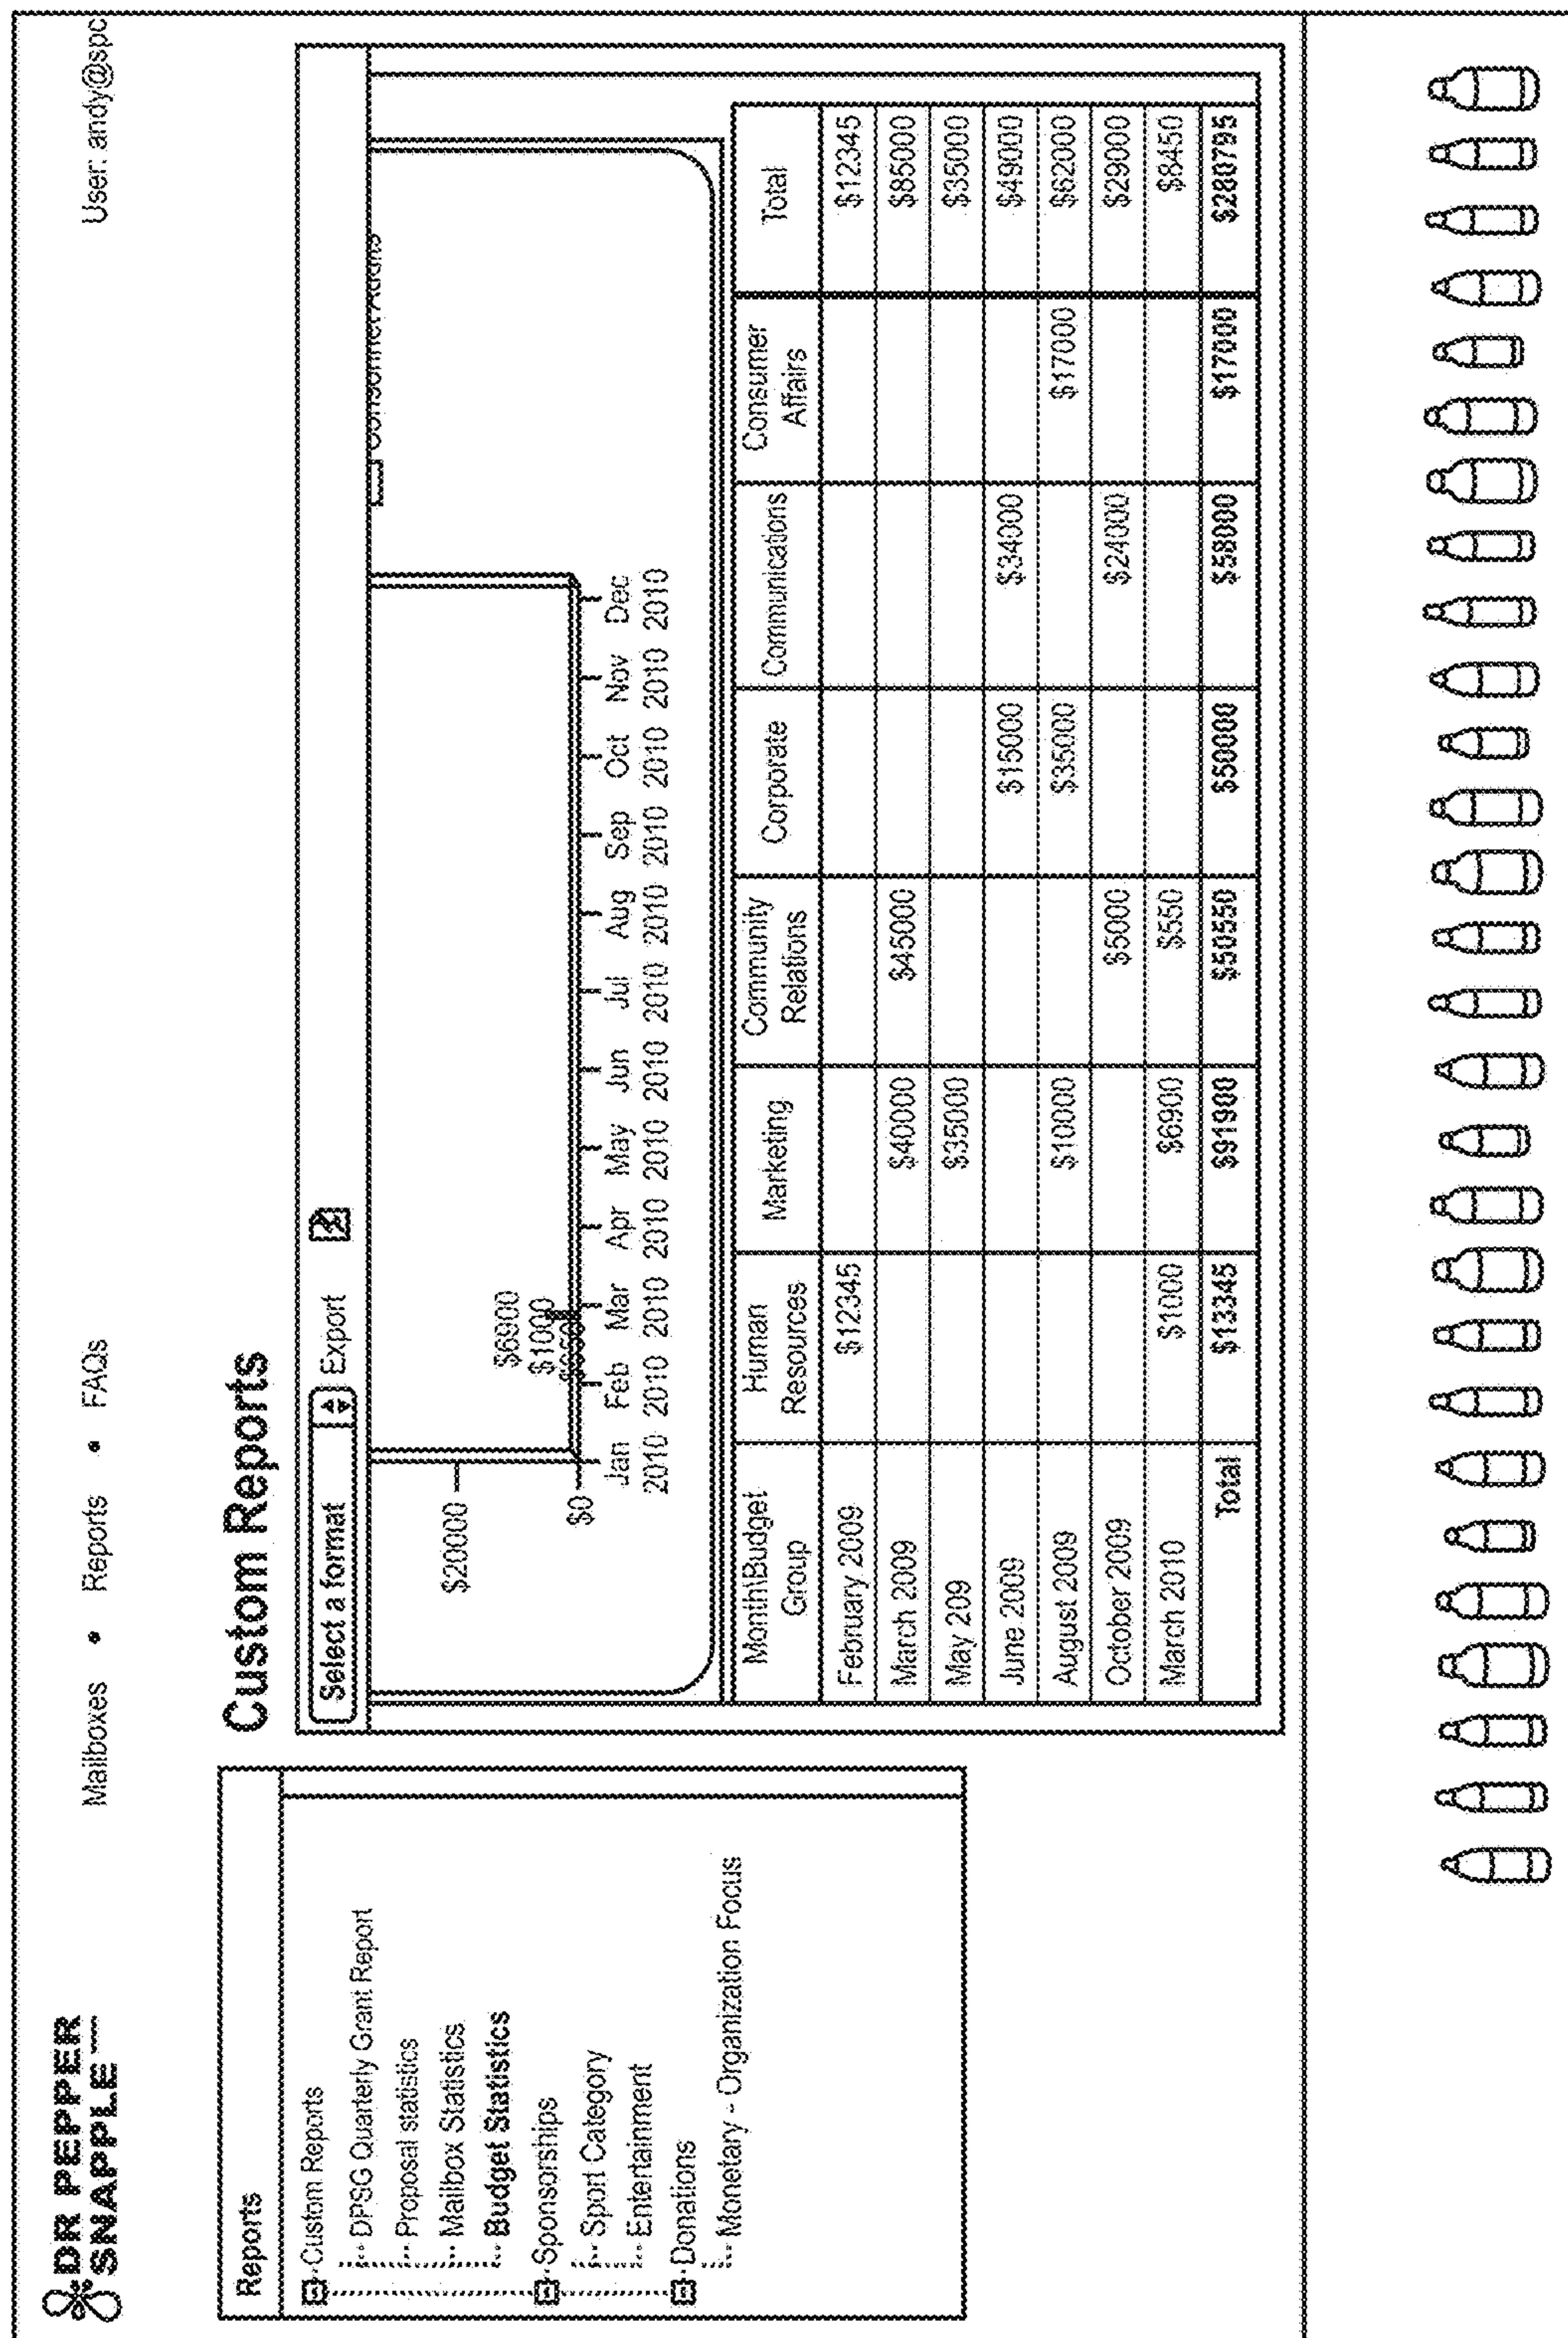 DR PEPPER
SNAPPLE
Mailboxes • Reports • FAQs
User: andy@spc
Reports
Custom Reports
DPSG Quarterly Grant Report
Proposal statistics
Mailbox Statistics
Budget Statistics
Sponsorships
Sport Category
Entertainment
Donations
Monetary - Organization Focus
Custom Reports
Select a format Export
$20000
$6900
$1000
$0
Jan Feb Mar Apr May Jun Jul Aug Sep Oct Nov Dec
2010 2010 2010 2010 2010 2010 2010 2010 2010 2010 2010 2010
Month\Budget Group Human Resources Marketing Community Relations Corporate Communications Consumer Affairs Total
February 2009 $12345 $12345
March 2009 $40000 $45000 $85000
May 209 $35000 $35000
June 2009 $15000 $34000 $49000
August 2009 $10000 $35000 $17000 $62000
October 2009 $5000 $24000 $29000
March 2010 $1000 $6900 $550 $8450
Total $13345 $91900 $50550 $50000 $58000 $17000 $280795